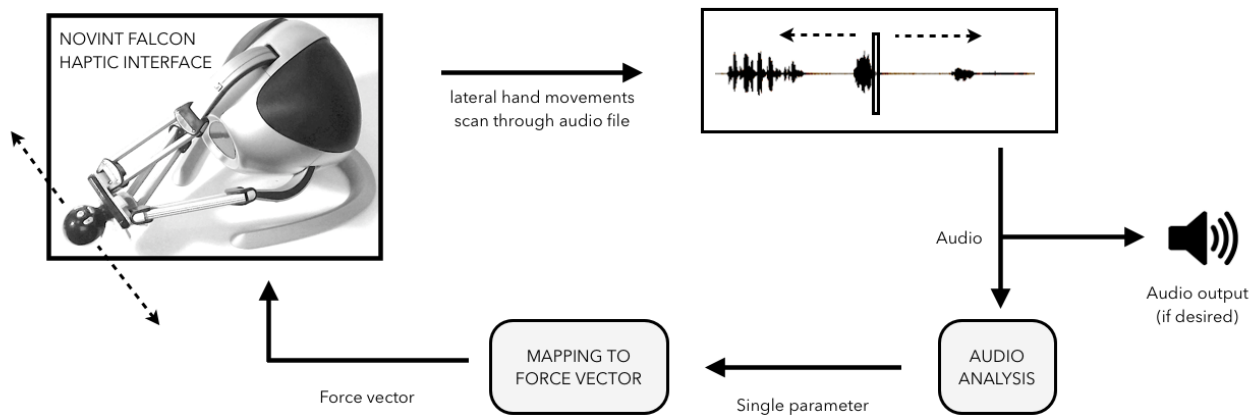 NOVINT FALCON
HAPTIC INTERFACE
lateral hand movements
scan through audio file
Audio
Audio output
(if desired)
AUDIO
ANALYSIS
Single parameter
MAPPING TO
FORCE VECTOR
Force vector